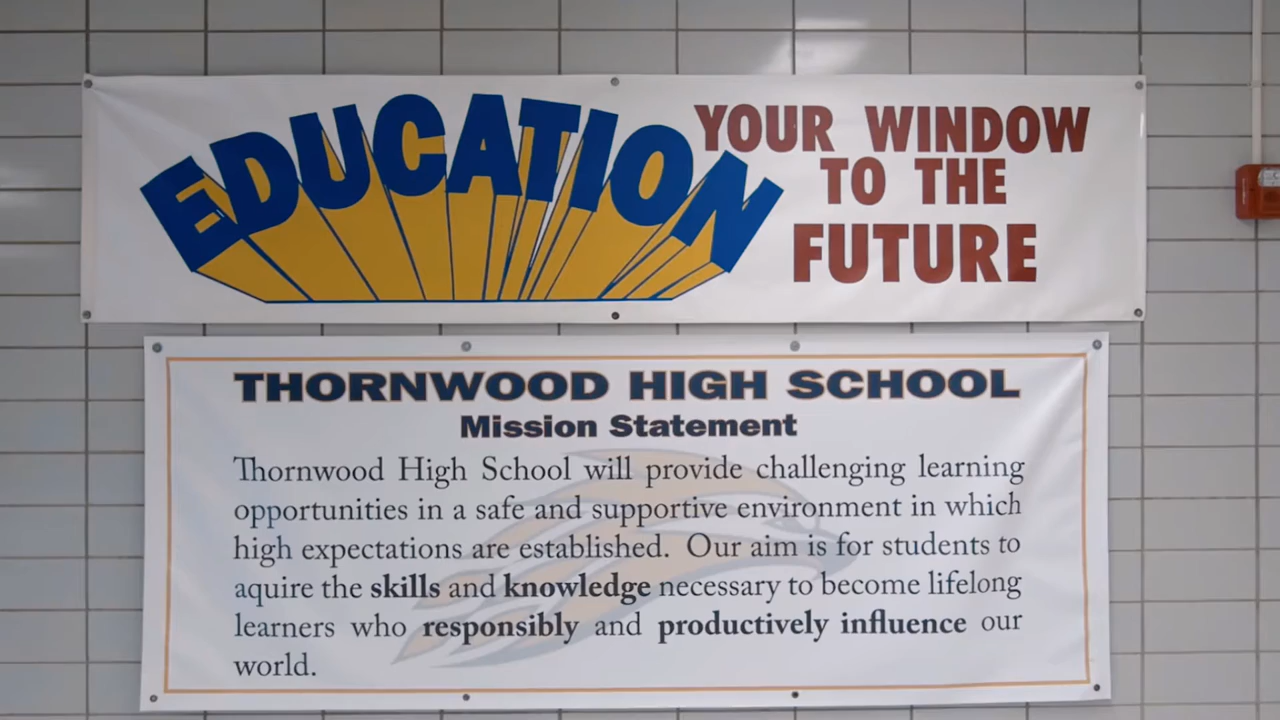 EDUCATION
YOUR WINDOW
TO THE
FUTURE
THORNWOOD HIGH SCHOOL
Mission Statement
Thornwood High School will provide challenging learning
opportunities in a safe and supportive environment in which
high expectations are established. Our aim is for students to
aquire the skills and knowledge necessary to become lifelong
learners who responsibly and productively influence our
world.